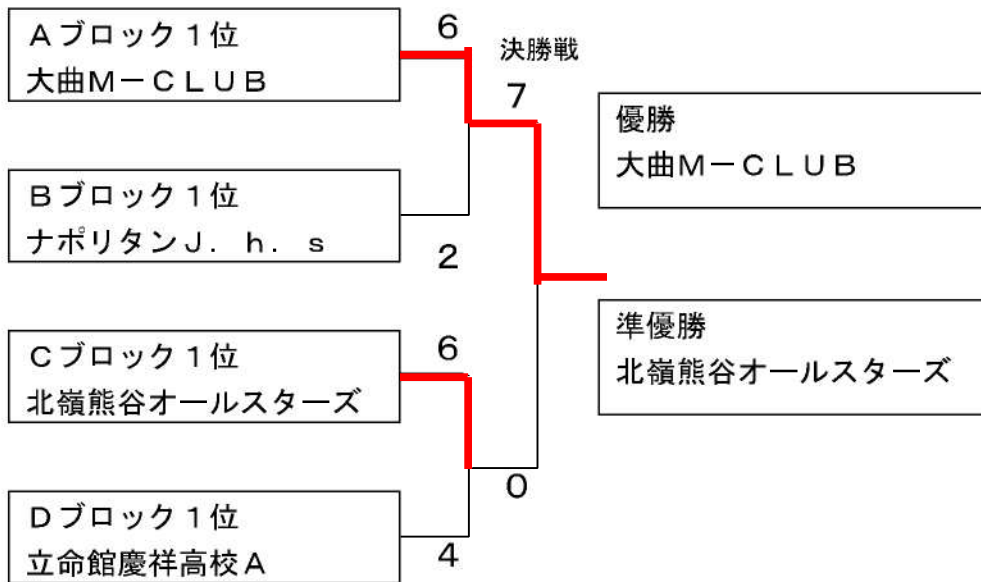 Aブロック1位
大曲M－CLUB
6
決勝戦
7
優勝
大曲M－CLUB
Bブロック1位
ナポリタンJ．h．s
2
Cブロック1位
北嶺熊谷オールスターズ
6
準優勝
北嶺熊谷オールスターズ
0
Dブロック1位
立命館慶祥高校A
4